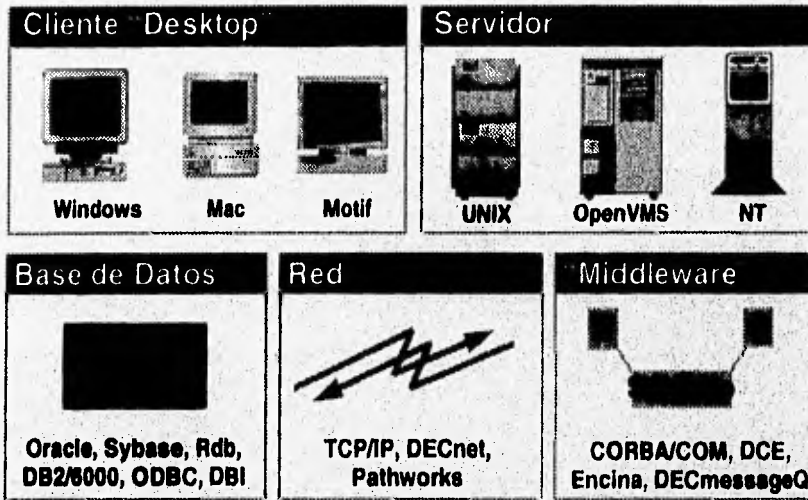 Cliente "Desktop"
Servidor
Windows Mac Motif
UNIX OpenVMS NT
Base de Datos
Red
Middleware
Oracle, Sybase, Rdb,
DB2/6000, ODBC, DBI
TCP/IP, DECnet,
Pathworks
CORBA/COM, DCE,
Encina, DECmessageQ